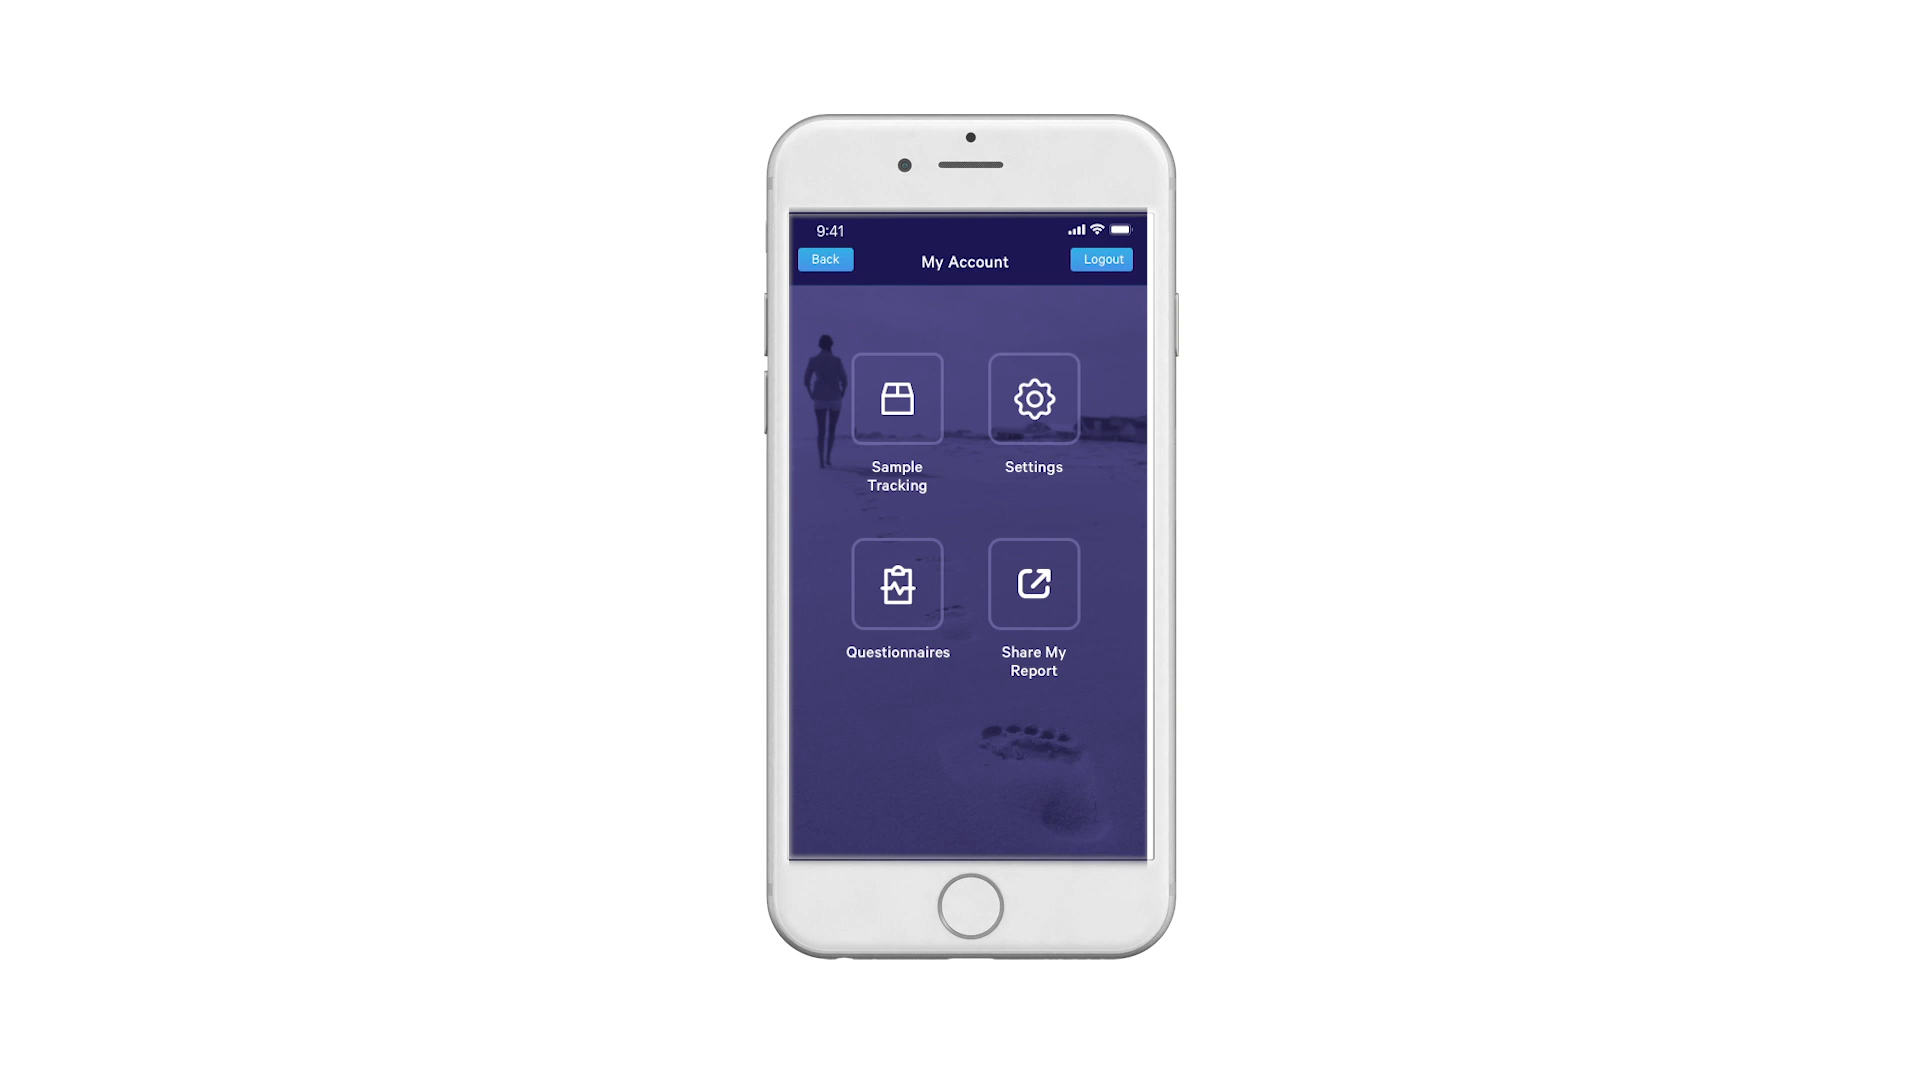 9:41
Back
My Account
Logout
Sample
Tracking
Settings
Questionnaires
Share My
Report